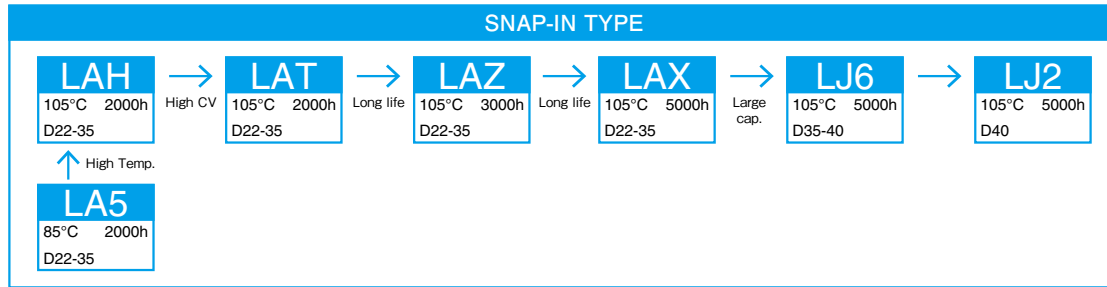 SNAP-IN TYPE
LAH
105°C 2000h
D22-35
High CV
LAT
105°C 2000h
D22-35
Long life
LAZ
105°C 3000h
D22-35
Long life
LAX
105°C 5000h
D22-35
Large
cap.
LJ6
105°C 5000h
D35-40
LJ2
105°C 5000h
D40
High Temp.
LA5
85°C 2000h
D22-35